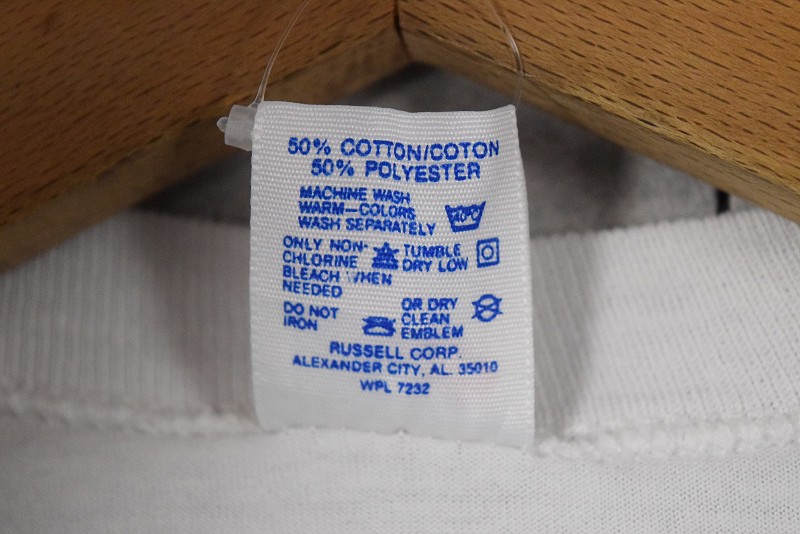 50% COTTON/COTON
50% POLYESTER
MACHINE WASH
WARM—COLORS
WASH SEPARATELY
ONLY NON-
CHLORINE
BLEACH WHEN
NEEDED
TUMBLE
DRY LOW
DO NOT
IRON
OR DRY
CLEAN
EMBLEM
RUSSELL CORP.
ALEXANDER CITY, AL. 35010
WPL 7232